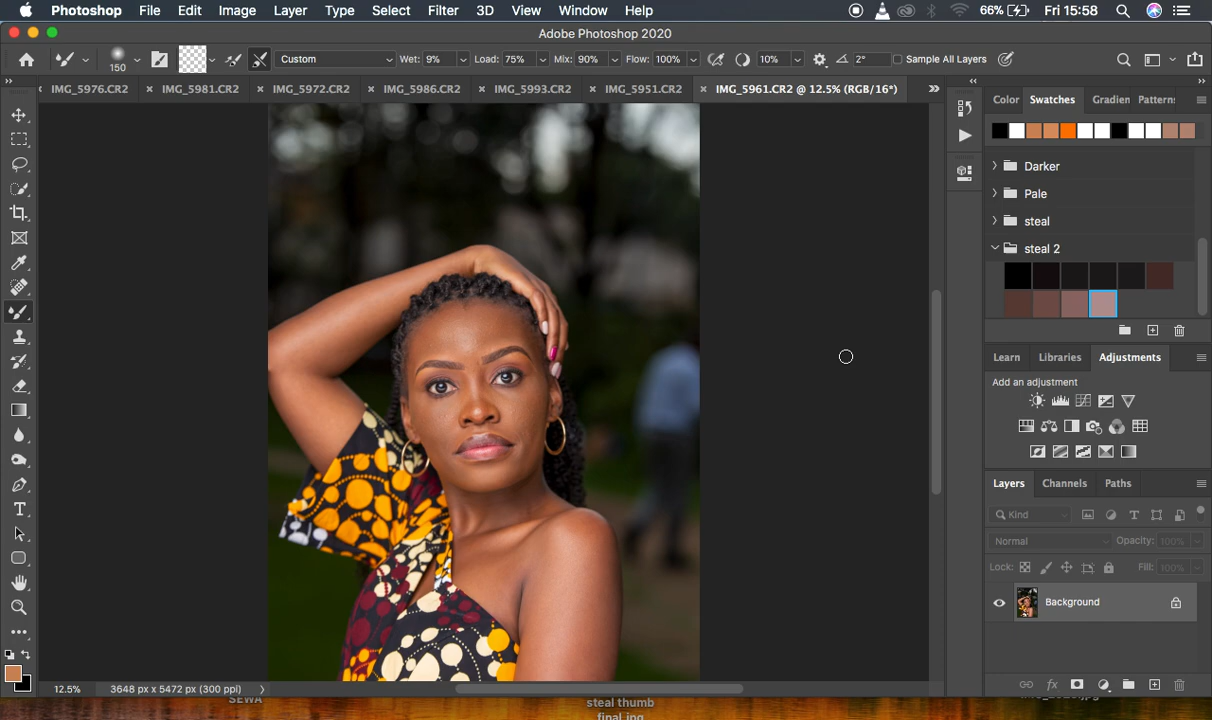 Photoshop File Edit Image Layer Type Select Filter 3D View Window Help 66% Fri 15:58
Adobe Photoshop 2020
150 Custom Wet: 9% Load: 75% Mix: 90% Flow: 100% 10% 2° Sample All Layers
IMG_5976.CR2 IMG_5981.CR2 IMG_5972.CR2 IMG_5986.CR2 IMG_5993.CR2 IMG_5951.CR2 IMG_5961.CR2 @ 12.5% (RGB/16*)
Color Swatches Gradien Pattern
Darker
Pale
steal
steal 2
Learn Libraries Adjustments
Add an adjustment
Layers Channels Paths
Kind
Normal Opacity: 100%
Lock: Fill: 100%
Background
12.5% 3648 px x 5472 px (300 ppi)
SEWA
steal thumb
final.jpg